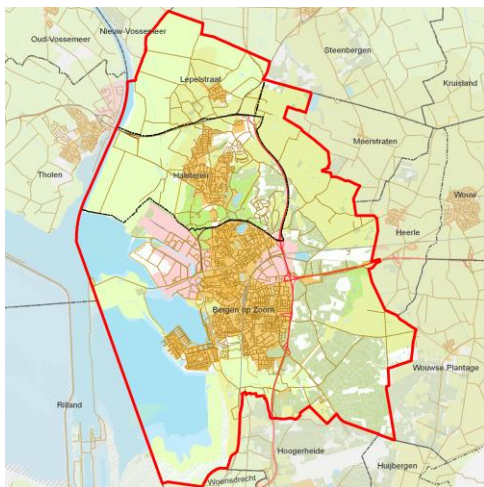 Nieuw-Vossemeer
Oud-Vossemeer
Steenbergen
Lepelstraat
Kruisland
Moerstraten
Tholen
Halsteren
Wouw
Heerle
Bergen op Zoom
Wouwse Plantage
Rilland
Hoogerheide
Huijbergen
Woensdrecht